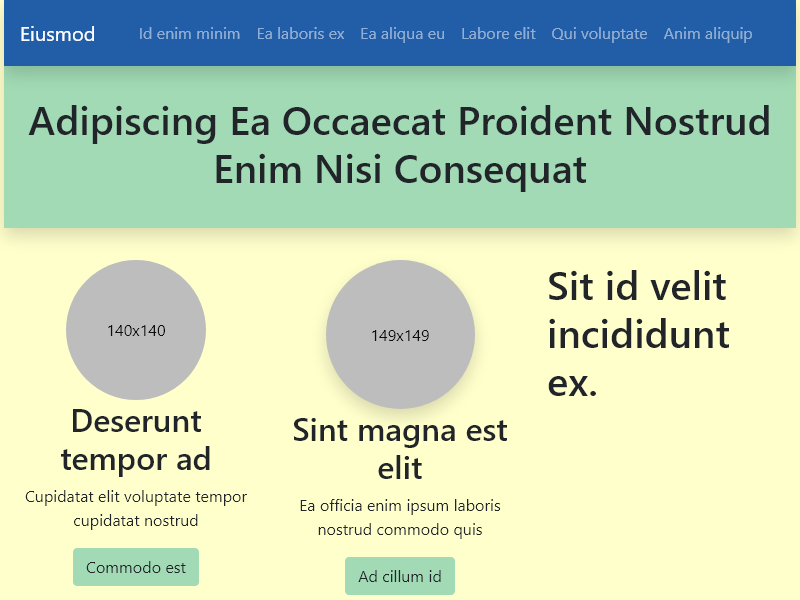 Eiusmod Id enim minim Ea laboris ex Ea aliqua eu Labore elit Qui voluptate Anim aliquip
Adipiscing Ea Occaecat Proident Nostrud
Enim Nisi Consequat
140x140
Deserunt
tempor ad
Cupidatat elit voluptate tempor
cupidatat nostrud
Commodo est
149x149
Sint magna est
elit
Ea officia enim ipsum laboris
nostrud commodo quis
Ad cillum id
Sit id velit
incididunt
ex.